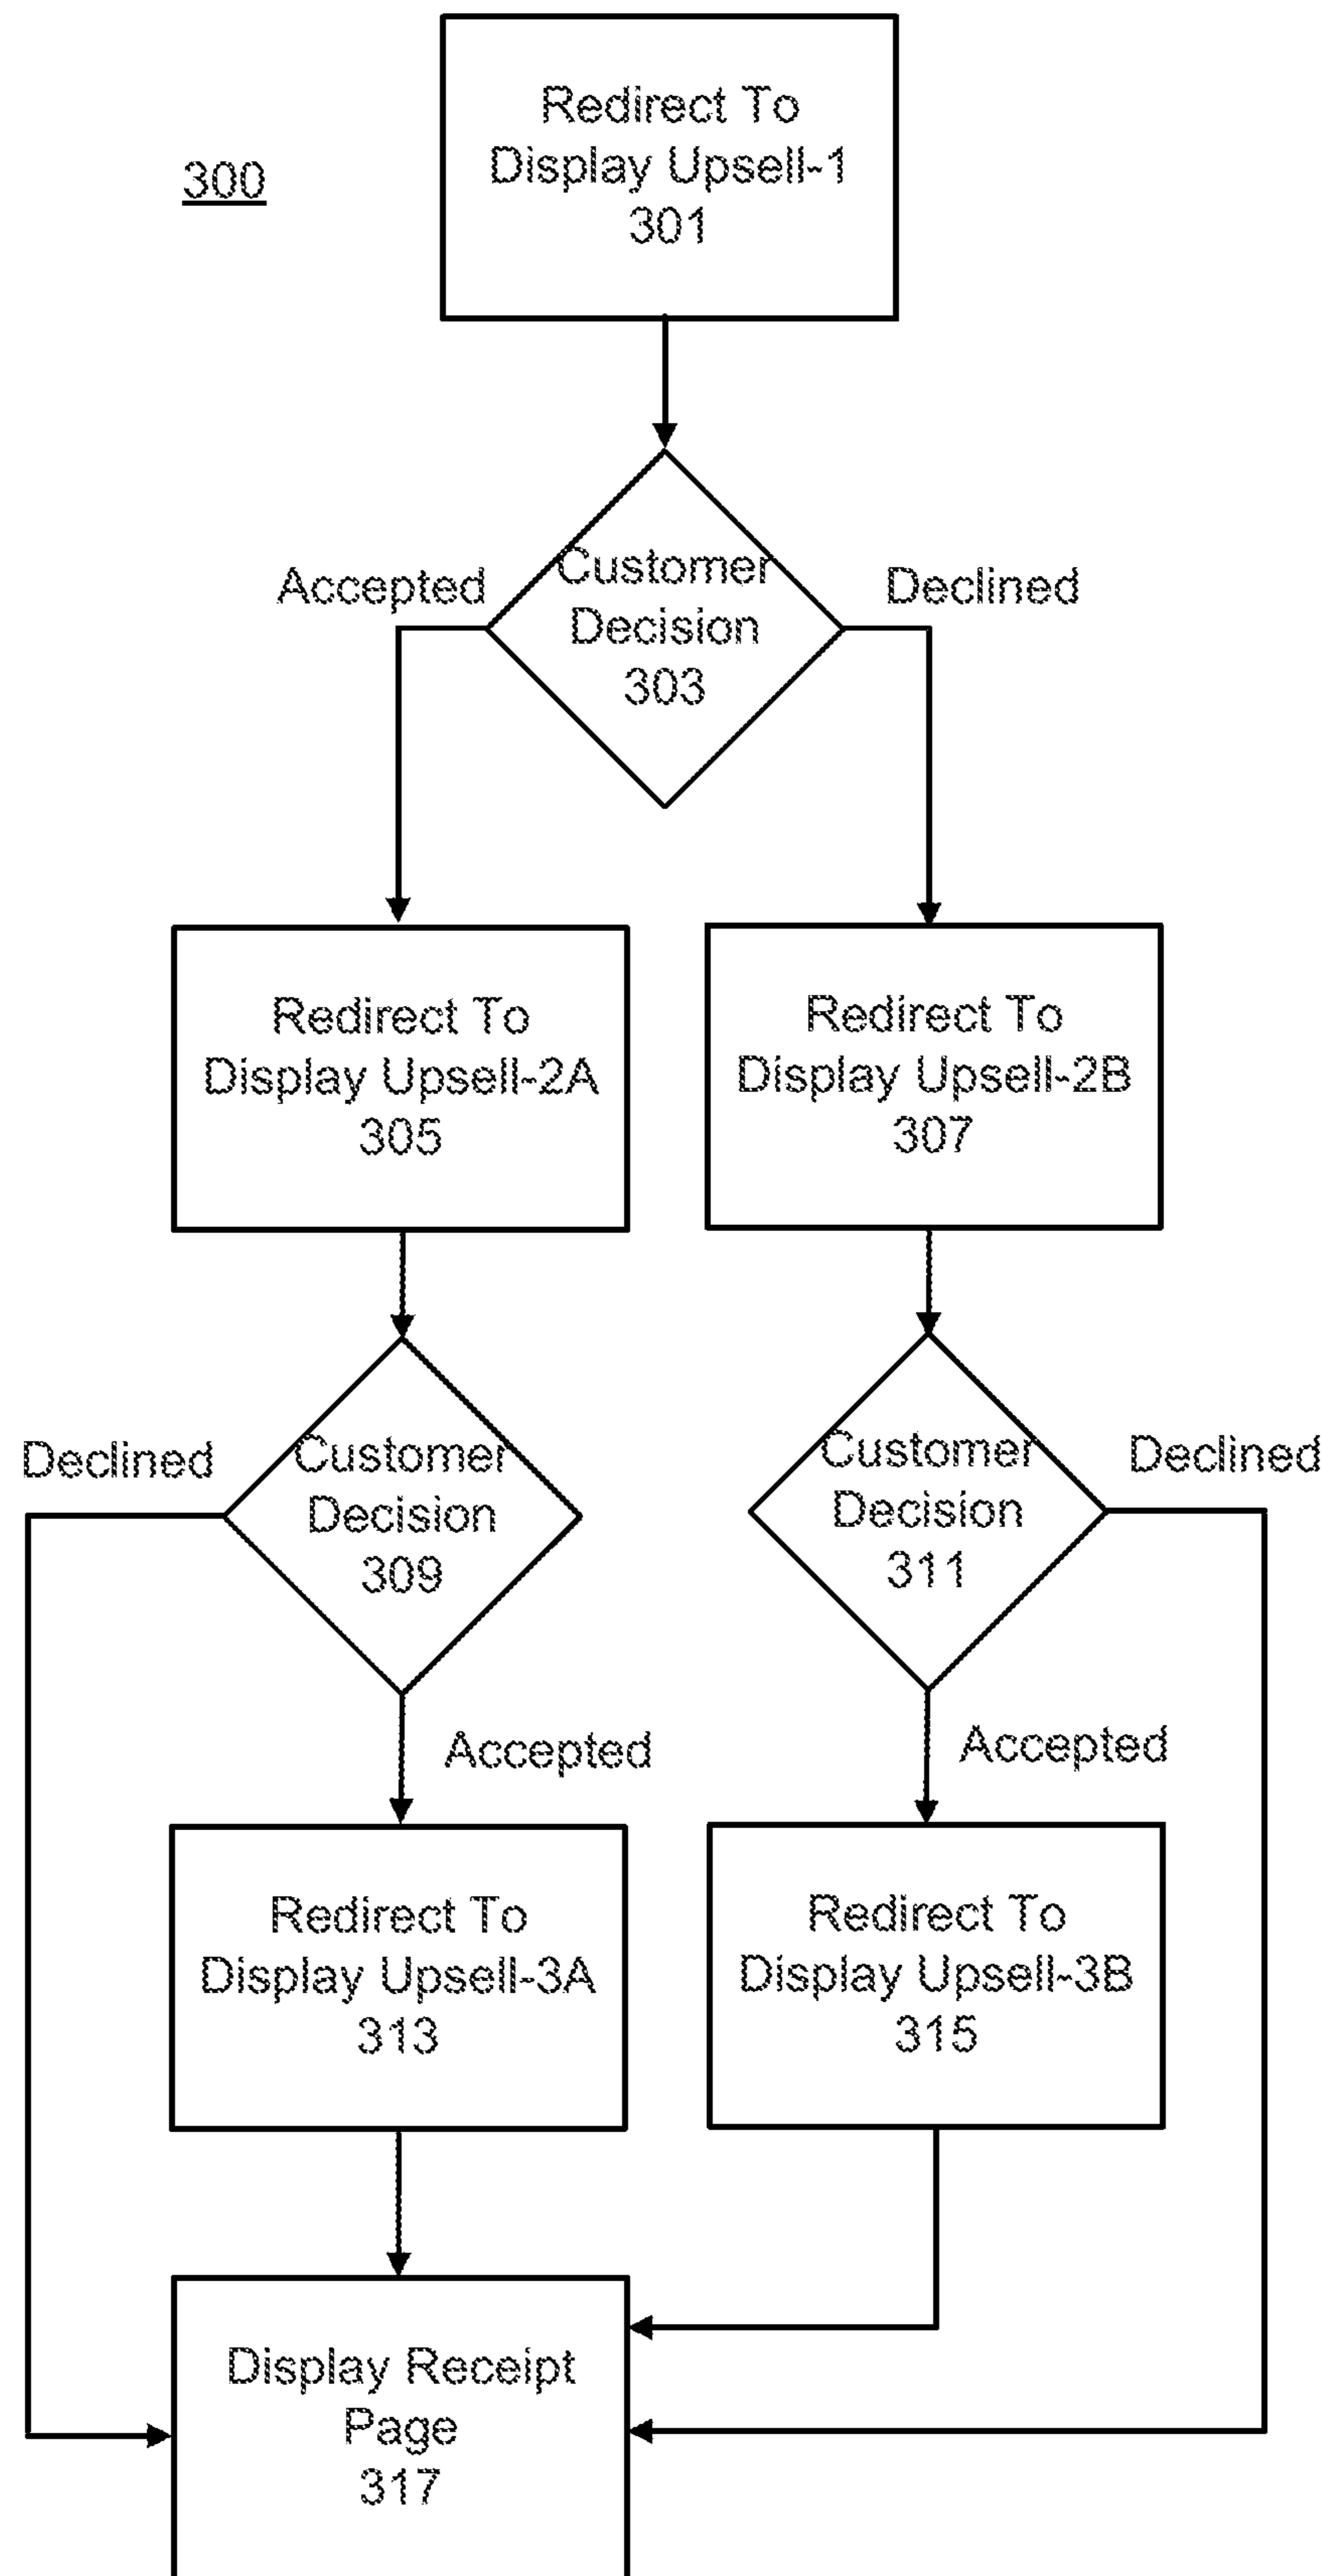 300
Redirect To
Display Upsell-1
301
Customer
Decision
303
Accepted
Declined
Redirect To
Display Upsell-2A
305
Redirect To
Display Upsell-2B
307
Declined
Customer
Decision
309
Accepted
Customer
Decision
311
Declined
Accepted
Redirect To
Display Upsell-3A
313
Redirect To
Display Upsell-3B
315
Display Receipt
Page
317